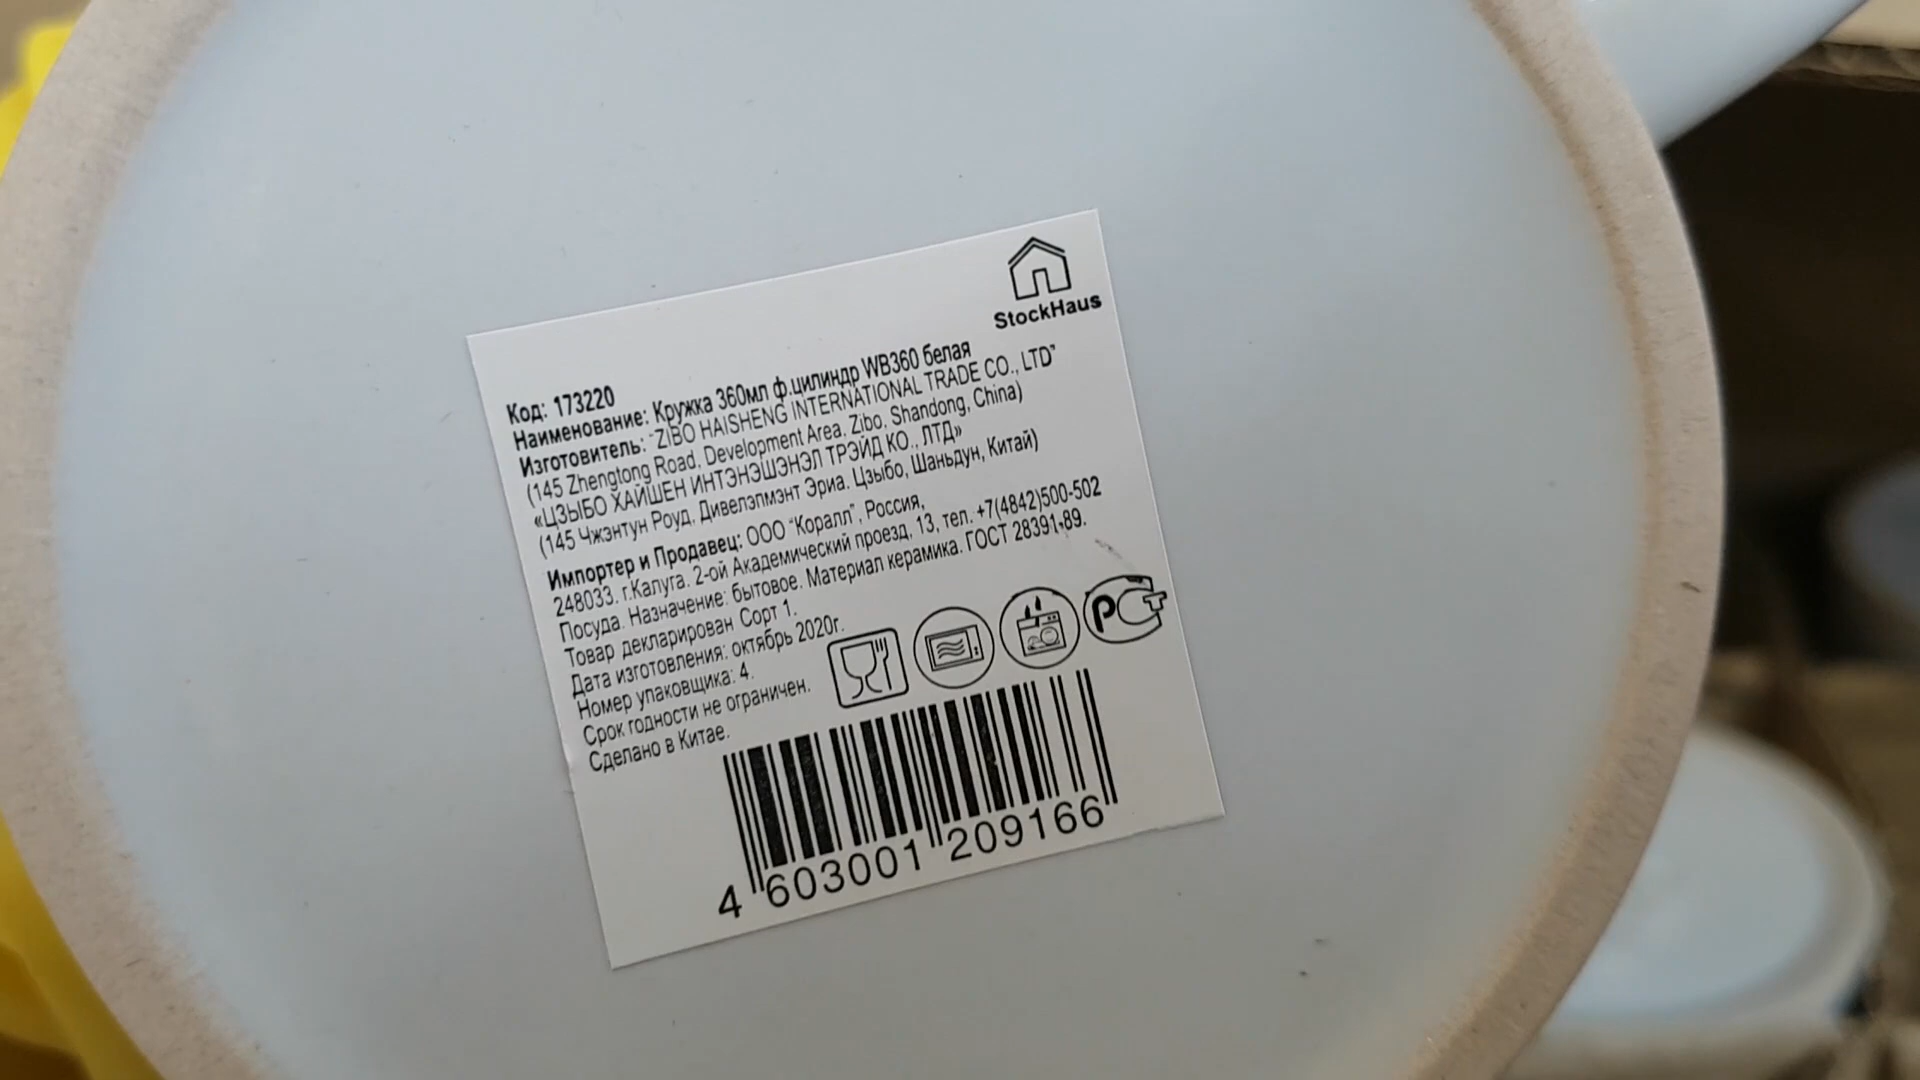 StockHaus
Код: 173220
Наименование: Кружка 360мл ф.цилиндр WB360 белая
Изготовитель: "ZIBO HAISHENG INTERNATIONAL TRADE CO., LTD"
(145 Zhengtong Road, Development Area, Zibo, Shandong, China)
«ЦЗЫБО ХАЙШЕН ИНТЭНЭШЭНЭЛ ТРЭЙД КО., ЛТД»
(145 Чжэнтун Роуд, Дивелэпмэнт Эриа. Цзыбо, Шаньдун, Китай)
Импортер и Продавец: ООО "Коралл", Россия,
248033. г.Калуга. 2-ой Академический проезд, 13, тел. +7(4842)500-502
Посуда. Назначение: бытовое. Материал керамика. ГОСТ 28391-89.
Товар декларирован. Сорт 1.
Дата изготовления: октябрь 2020г.
Номер упаковщика: 4.
Срок годности не ограничен.
Сделано в Китае.
РСТ
4 603001 209166